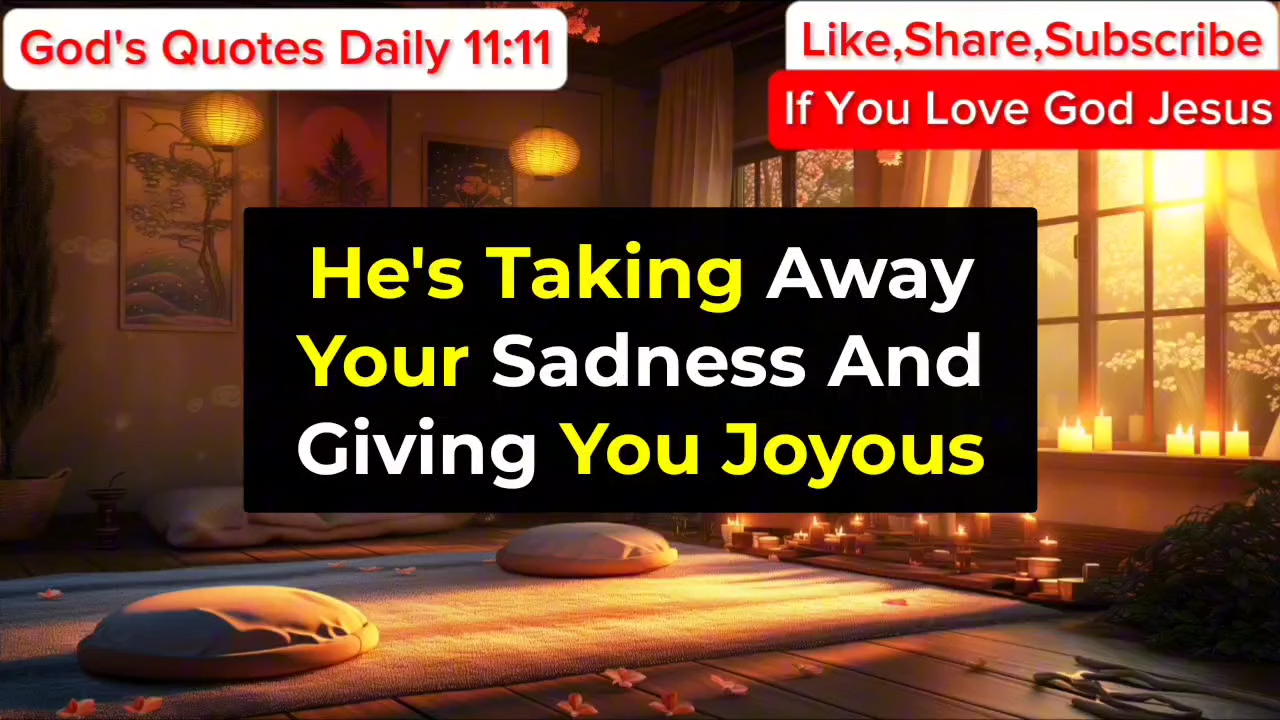 God's Quotes Daily 11:11
Like,Share,Subscribe
If You Love God Jesus
He's Taking Away
Your Sadness And
Giving You Joyous